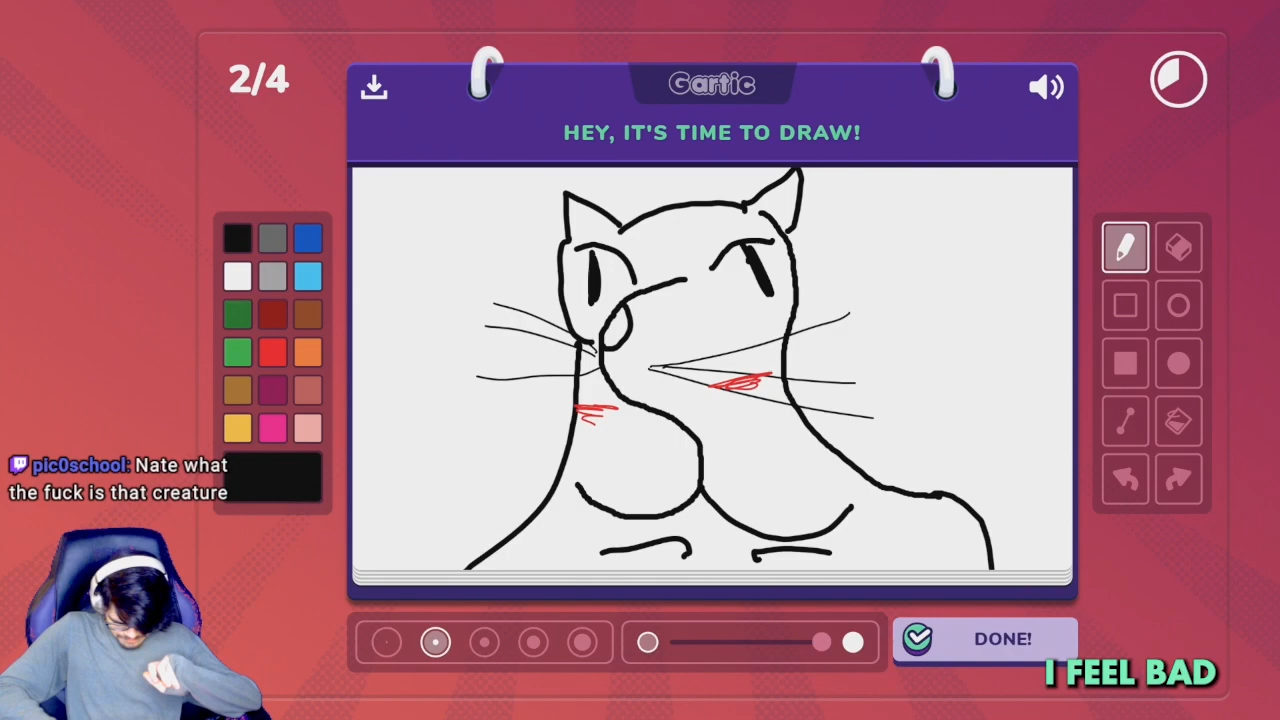 2/4
Gartic
HEY, IT'S TIME TO DRAW!
pic0school: Nate what
the fuck is that creature
DONE!
I FEEL BAD